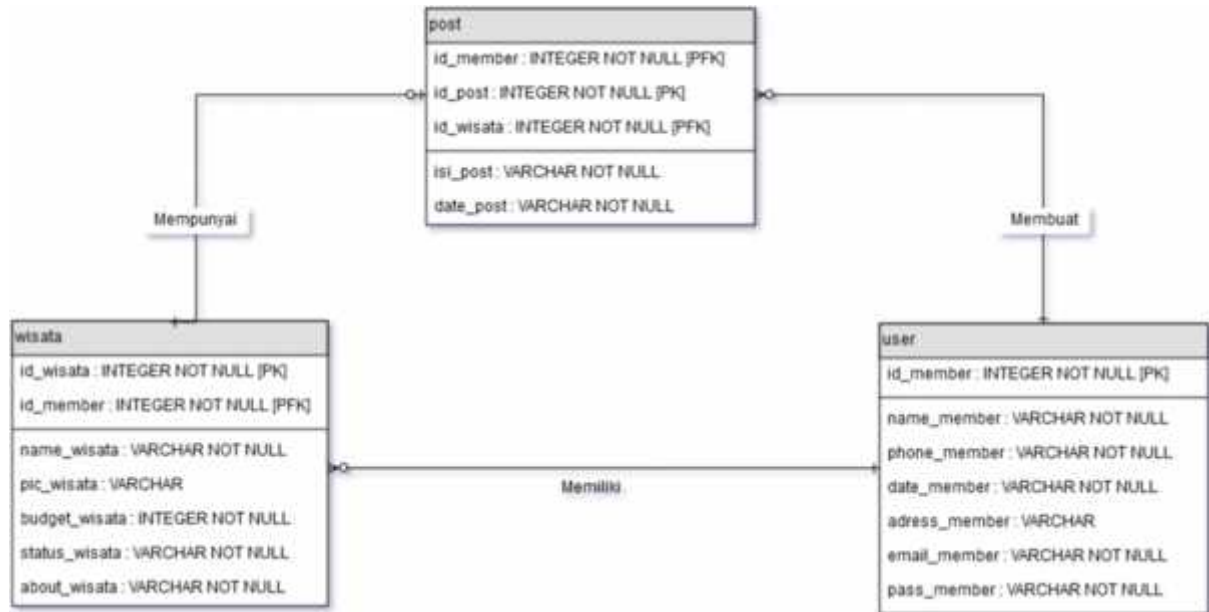 post
id_member : INTEGER NOT NULL [PFK]
id_post : INTEGER NOT NULL [PK]
id_wisata : INTEGER NOT NULL [PFK]
isi_post : VARCHAR NOT NULL
date_post : VARCHAR NOT NULL
Mempunyai
Membuat
wisata
id_wisata : INTEGER NOT NULL [PK]
id_member : INTEGER NOT NULL [PFK]
name_wisata : VARCHAR NOT NULL
pic_wisata : VARCHAR
budget_wisata : INTEGER NOT NULL
status_wisata : VARCHAR NOT NULL
about_wisata : VARCHAR NOT NULL
Memiliki
user
id_member : INTEGER NOT NULL [PK]
name_member : VARCHAR NOT NULL
phone_member : VARCHAR NOT NULL
date_member : VARCHAR NOT NULL
adress_member : VARCHAR
email_member : VARCHAR NOT NULL
pass_member : VARCHAR NOT NULL